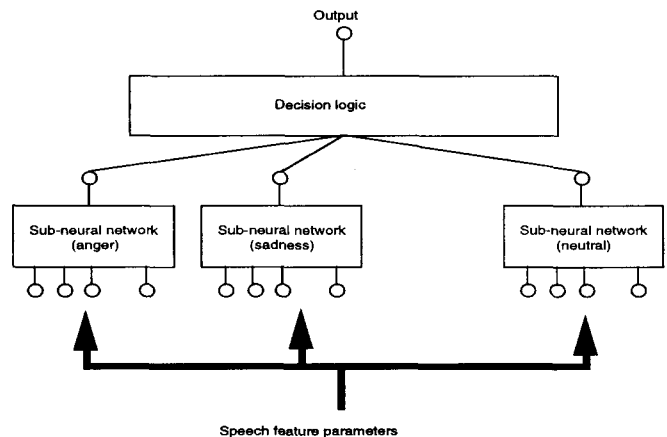 Output
Decision logic
Sub-neural network
(anger)
Sub-neural network
(sadness)
Sub-neural network
(neutral)
Speech feature parameters